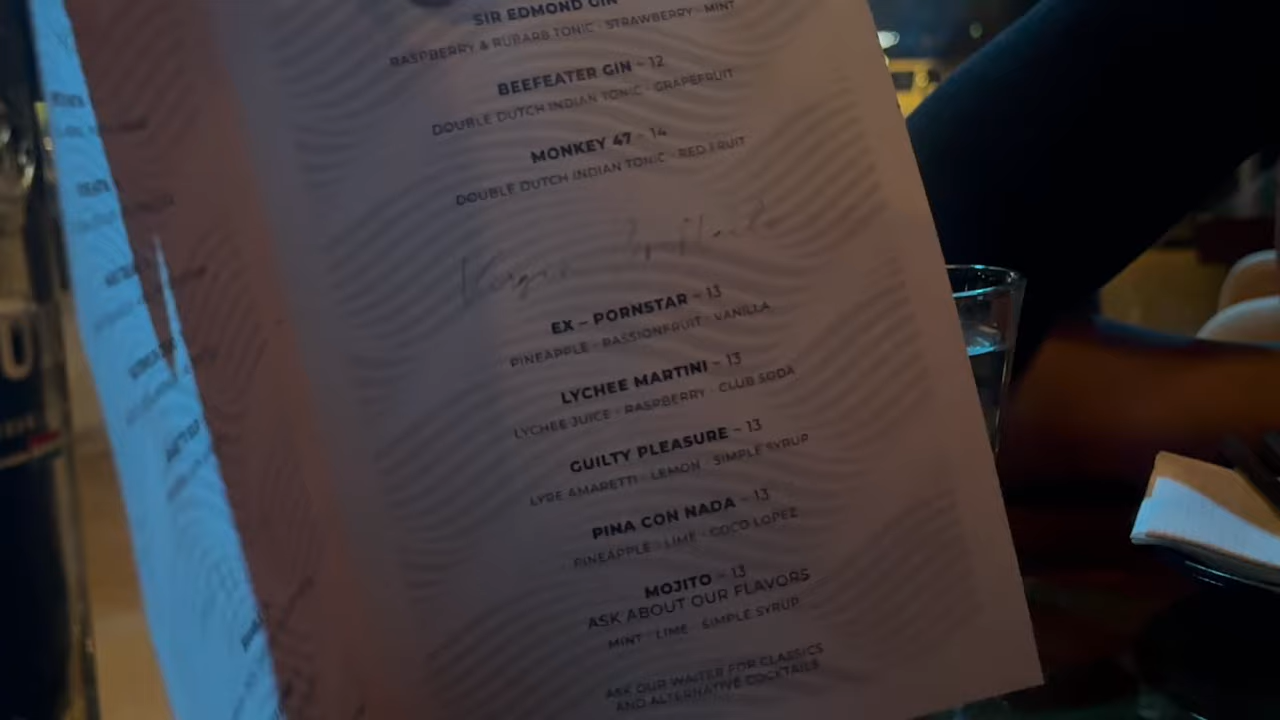 SIR EDMOND GIN
RASPBERRY & RUBARB TONIC · STRAWBERRY · MINT
BEEFEATER GIN – 12
DOUBLE DUTCH INDIAN TONIC · GRAPEFRUIT
MONKEY 47 – 14
DOUBLE DUTCH INDIAN TONIC · RED FRUIT
Virgin Mocktails
EX – PORNSTAR – 13
PINEAPPLE · PASSIONFRUIT · VANILLA
LYCHEE MARTINI – 13
LYCHEE JUICE · RASPBERRY · CLUB SODA
GUILTY PLEASURE – 13
LYRE AMARETTI · LEMON · SIMPLE SYRUP
PINA CON NADA – 13
PINEAPPLE · LIME · COCO LOPEZ
MOJITO – 13
ASK ABOUT OUR FLAVORS
MINT · LIME · SIMPLE SYRUP
ASK OUR WAITER FOR CLASSICS
AND ALTERNATIVE COCKTAILS